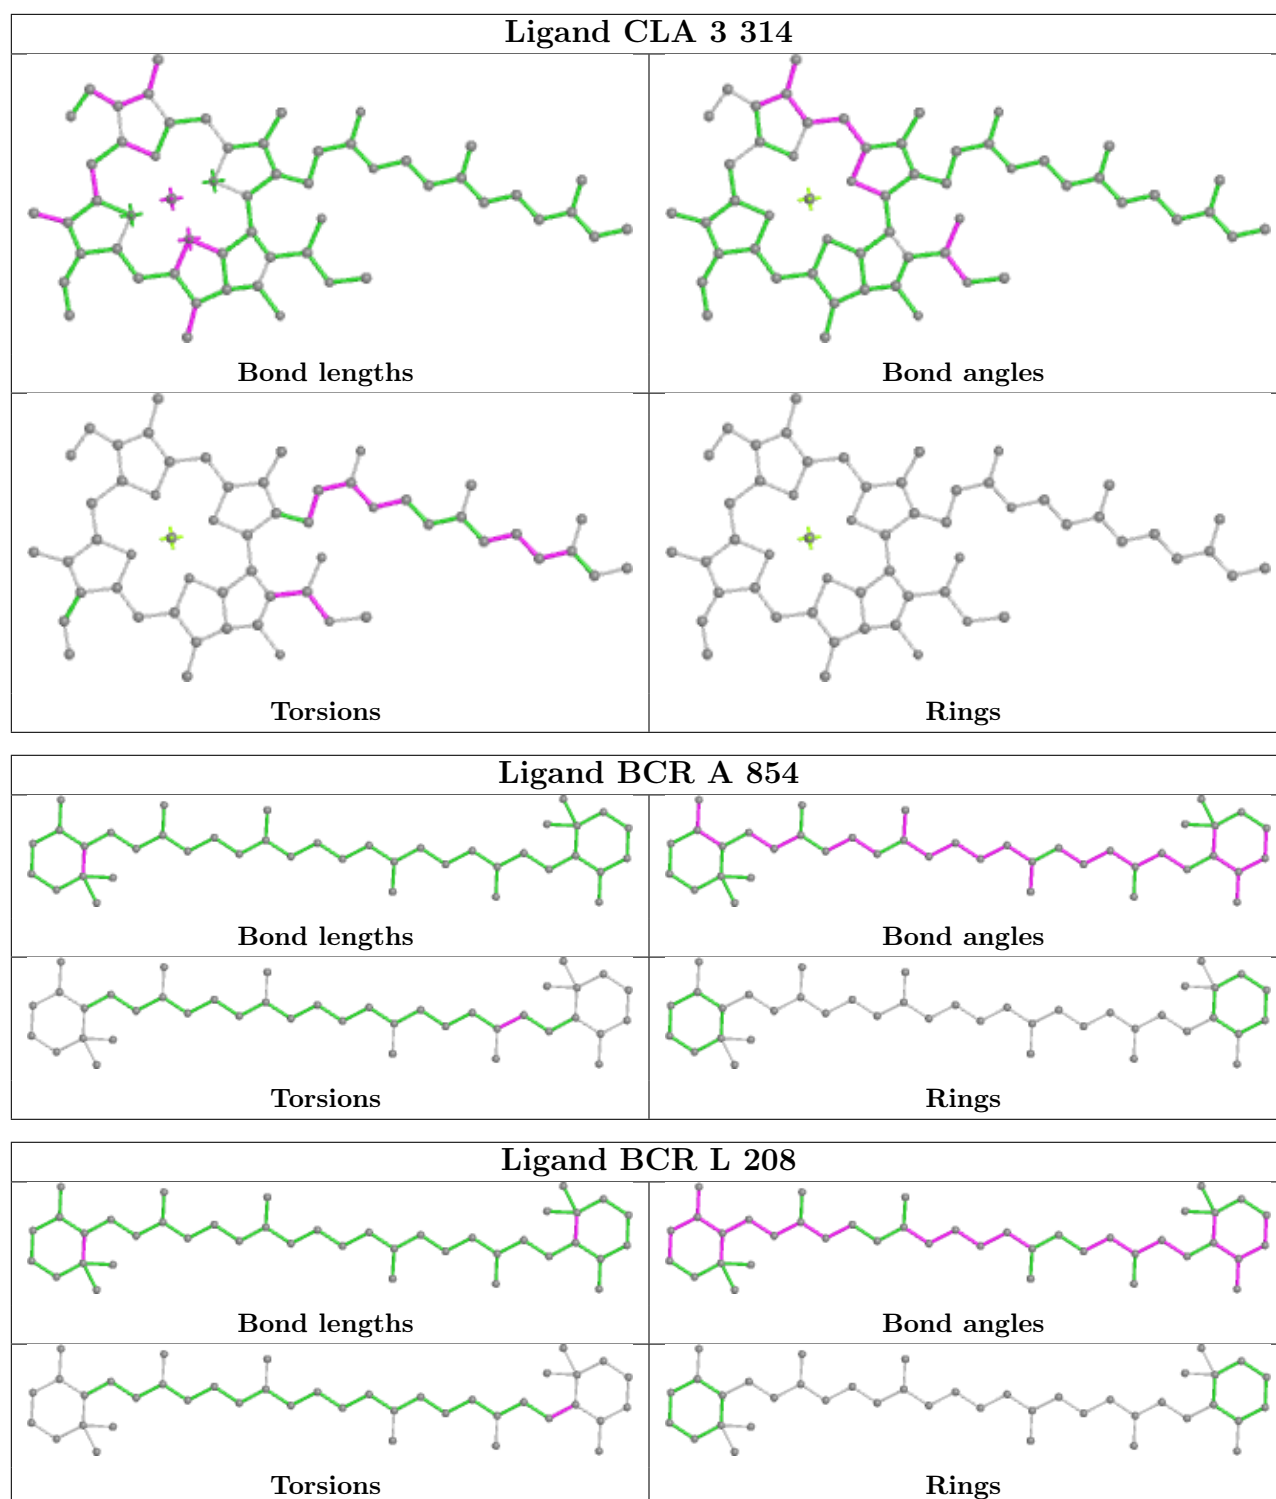 Ligand CLA 3 314
Bond lengths
Bond angles
Torsions
Rings
Ligand BCR A 854
Bond lengths
Bond angles
Torsions
Rings
Ligand BCR L 208
Bond lengths
Bond angles
Torsions
Rings